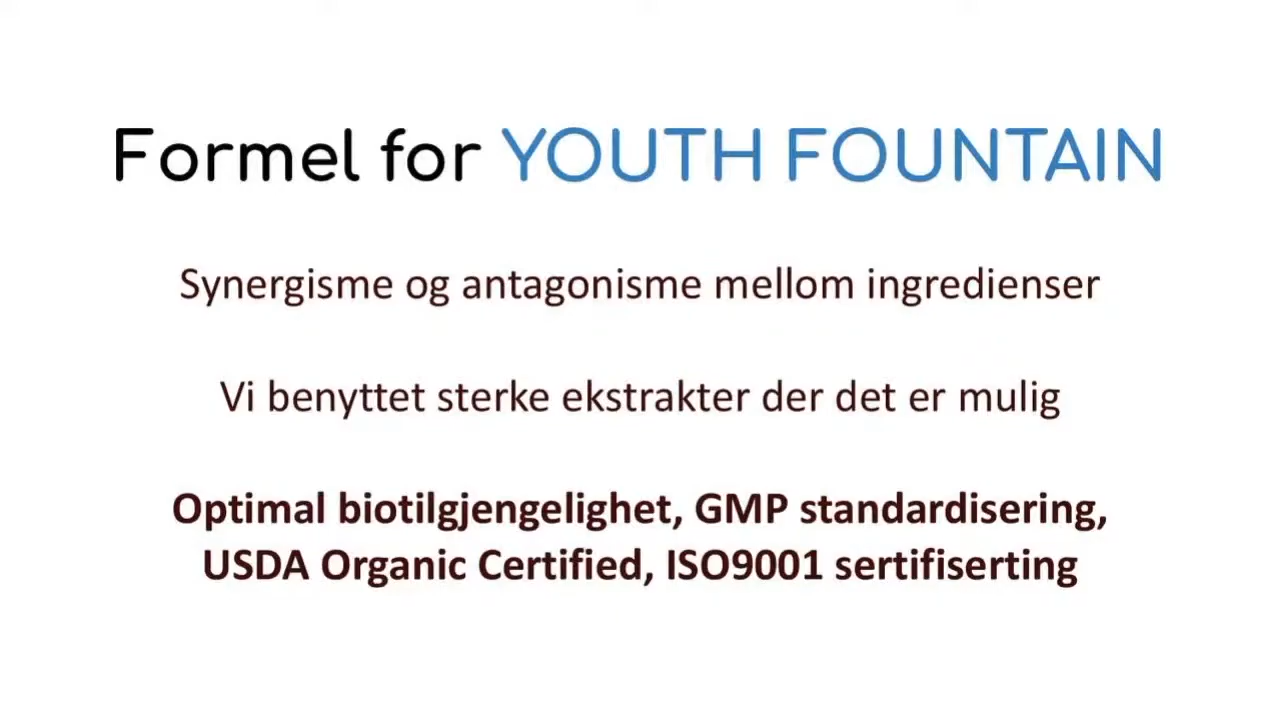 Formel for YOUTH FOUNTAIN
Synergisme og antagonisme mellom ingredienser
Vi benyttet sterke ekstrakter der det er mulig
Optimal biotilgjengelighet, GMP standardisering,
USDA Organic Certified, ISO9001 sertifiserting